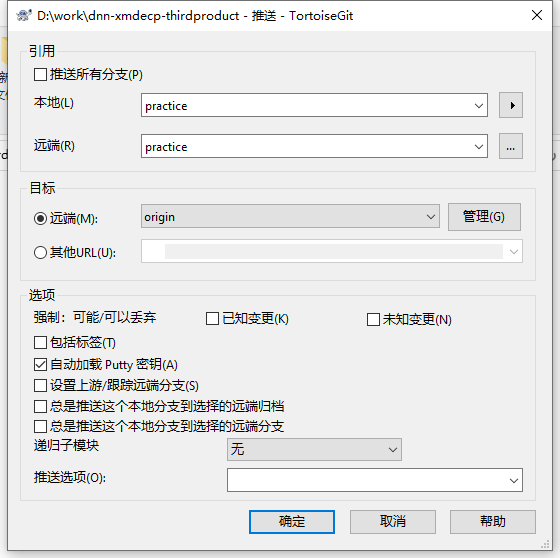 D:\work\dnn-xmdecp-thirdproduct - 推送 - TortoiseGit
引用
推送所有分支(P)
本地(L) practice
远端(R) practice ...
目标
远端(M): origin 管理(G)
其他URL(U):
选项
强制：可能/可以丢弃 已知变更(K) 未知变更(N)
包括标签(T)
自动加载 Putty 密钥(A)
设置上游/跟踪远端分支(S)
总是推送这个本地分支到选择的远端归档
总是推送这个本地分支到选择的远端分支
递归子模块 无
推送选项(O):
确定 取消 帮助